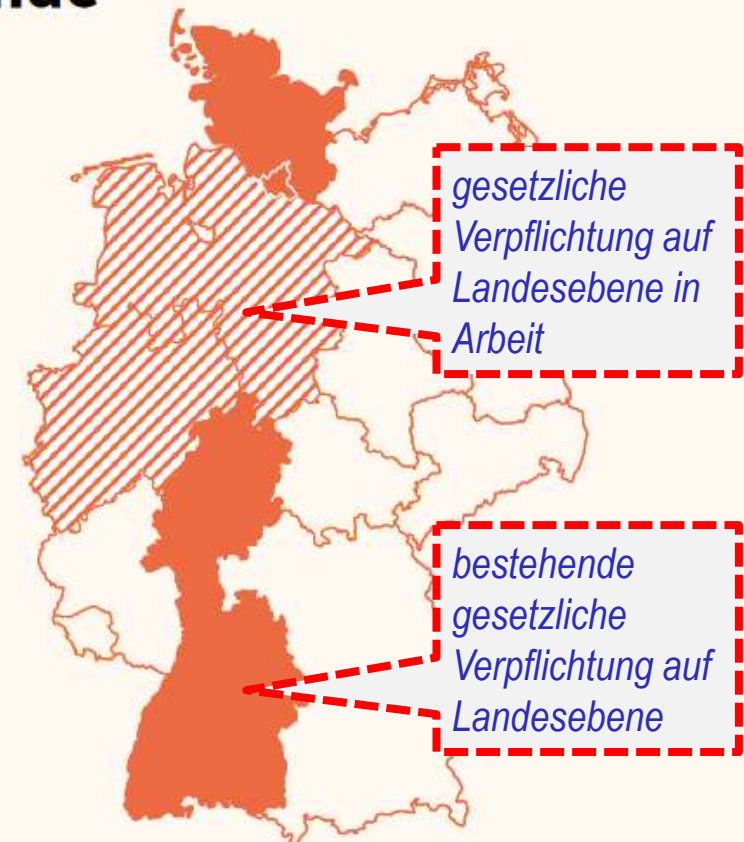 gesetzliche
Verpflichtung auf
Landesebene in
Arbeit
bestehende
gesetzliche
Verpflichtung auf
Landesebene